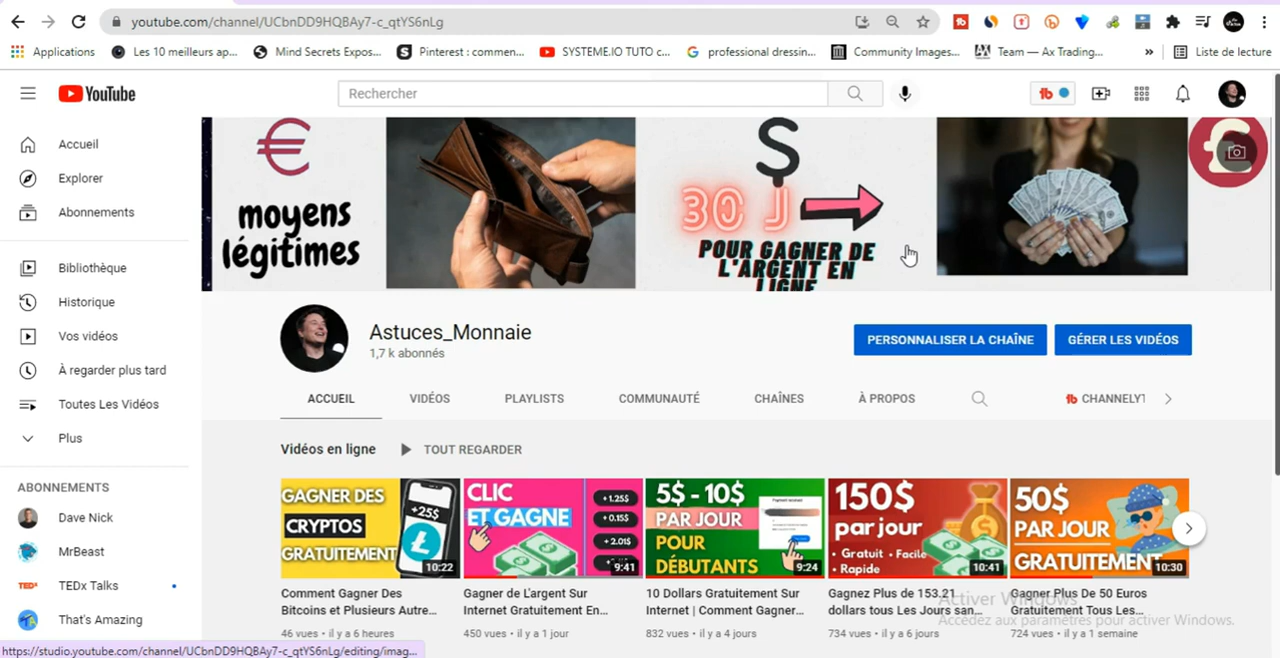 youtube.com/channel/UCbnDD9HQBAy7-c_qtYS6nLg
Applications
Les 10 meilleurs ap...
Mind Secrets Expos...
Pinterest : commen...
SYSTEME.IO TUTO c...
professional dressin...
Community Images...
Team — Ax Trading...
»
Liste de lecture
YouTube
Rechercher
Accueil
Explorer
Abonnements
Bibliothèque
Historique
Vos vidéos
À regarder plus tard
Toutes Les Vidéos
Plus
ABONNEMENTS
Dave Nick
MrBeast
TEDx Talks
That's Amazing
€
moyens
légitimes
$
30 J
POUR GAGNER DE
L'ARGENT EN
LIGNE
Astuces_Monnaie
1,7 k abonnés
PERSONNALISER LA CHAÎNE
GÉRER LES VIDÉOS
ACCUEIL
VIDÉOS
PLAYLISTS
COMMUNAUTÉ
CHAÎNES
À PROPOS
CHANNELYT
Vidéos en ligne
TOUT REGARDER
GAGNER DES
CRYPTOS
GRATUITEMENT
+25$
10:22
CLIC
ET GAGNE
+1.25$
+0.15$
+2.01$
9:41
5$ - 10$
PAR JOUR
POUR
DÉBUTANTS
9:24
150$
par jour
• Gratuit • Facile
• Rapide
10:41
50$
PAR JOUR
GRATUITEMENT
10:30
Comment Gagner Des
Bitcoins et Plusieurs Autre...
46 vues • il y a 6 heures
Gagner de L'argent Sur
Internet Gratuitement En...
450 vues • il y a 1 jour
10 Dollars Gratuitement Sur
Internet | Comment Gagner...
832 vues • il y a 4 jours
Gagnez Plus de 153.21
dollars tous Les Jours san...
734 vues • il y a 6 jours
Gagner Plus De 50 Euros
Gratuitement Tous Les...
724 vues • il y a 1 semaine
Activer Windows
Accédez aux paramètres pour activer Windows.
https://studio.youtube.com/channel/UCbnDD9HQBAy7-c_qtYS6nLg/editing/imag...